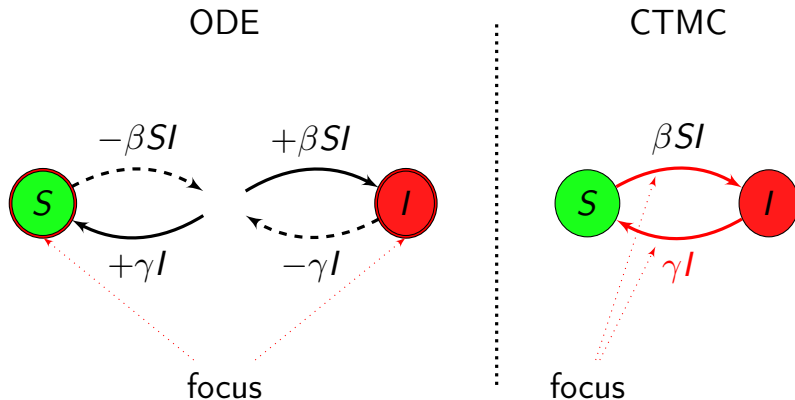 ODE CTMC
−βSI +βSI βSI
S I S I
+γI −γI γI
focus focus